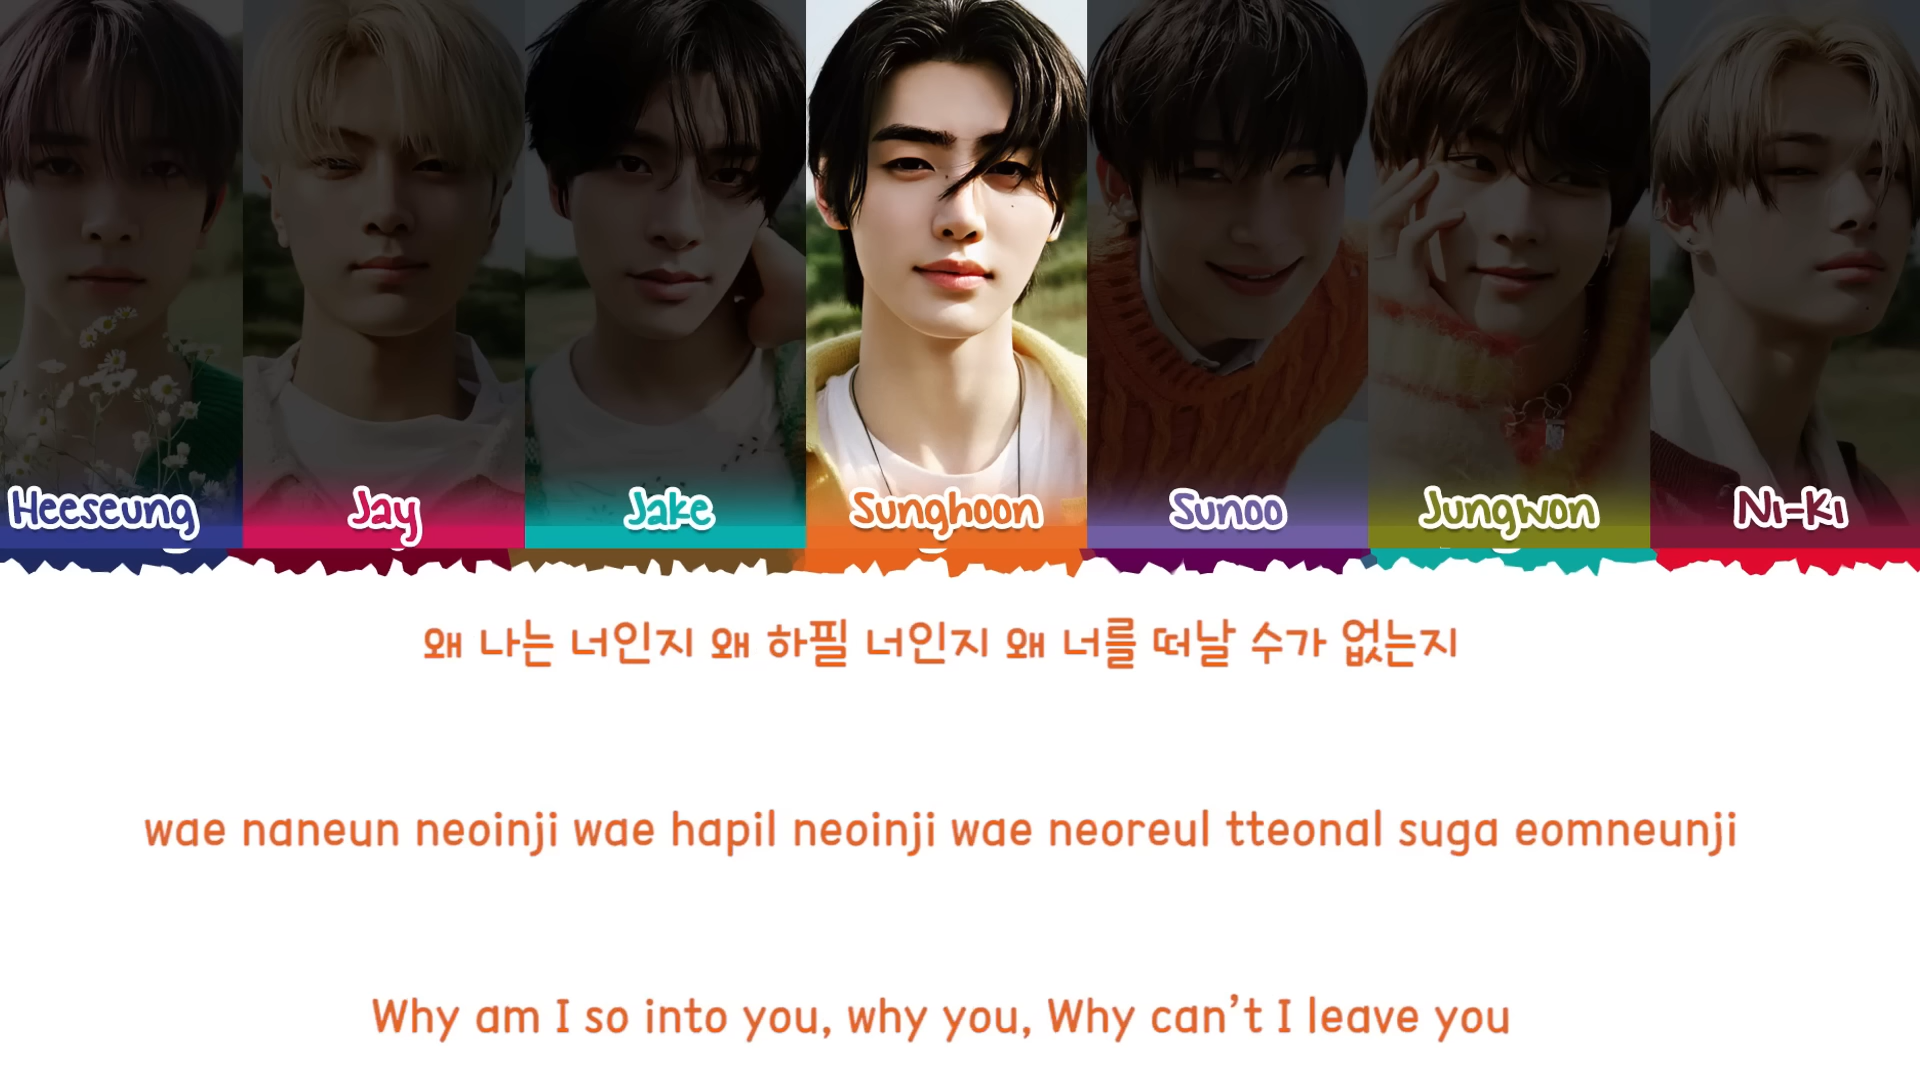 Heeseung Jay Jake Sunghoon Sunoo Jungwon Ni-Ki
왜 나는 너인지 왜 하필 너인지 왜 너를 떠날 수가 없는지
wae naneun neoinji wae hapil neoinji wae neoreul tteonal suga eomneunji
Why am I so into you, why you, Why can't I leave you